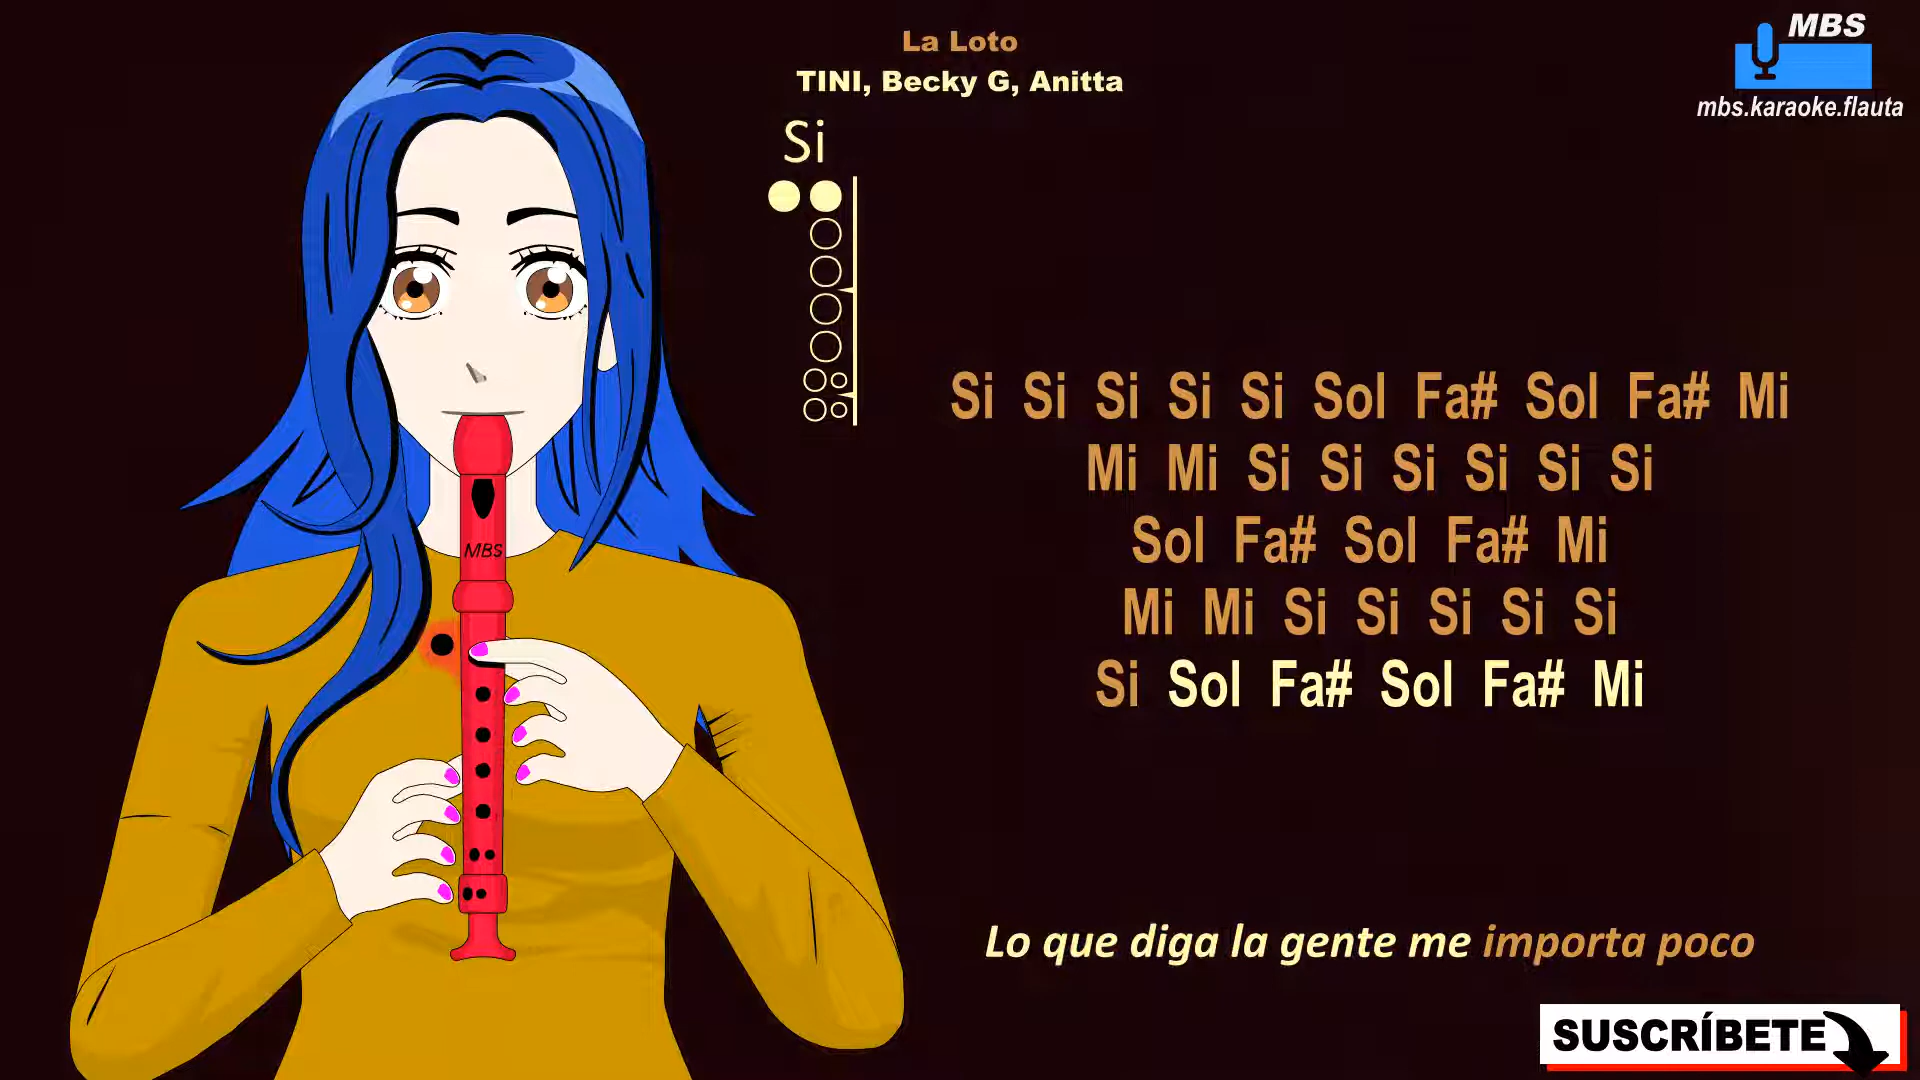 La Loto
TINI, Becky G, Anitta
MBS
mbs.karaoke.flauta
Si
Si Si Si Si Si Sol Fa# Sol Fa# Mi
Mi Mi Si Si Si Si Si Si
Sol Fa# Sol Fa# Mi
Mi Mi Si Si Si Si Si
Si Sol Fa# Sol Fa# Mi
MBS
Lo que diga la gente me importa poco
SUSCRÍBETE